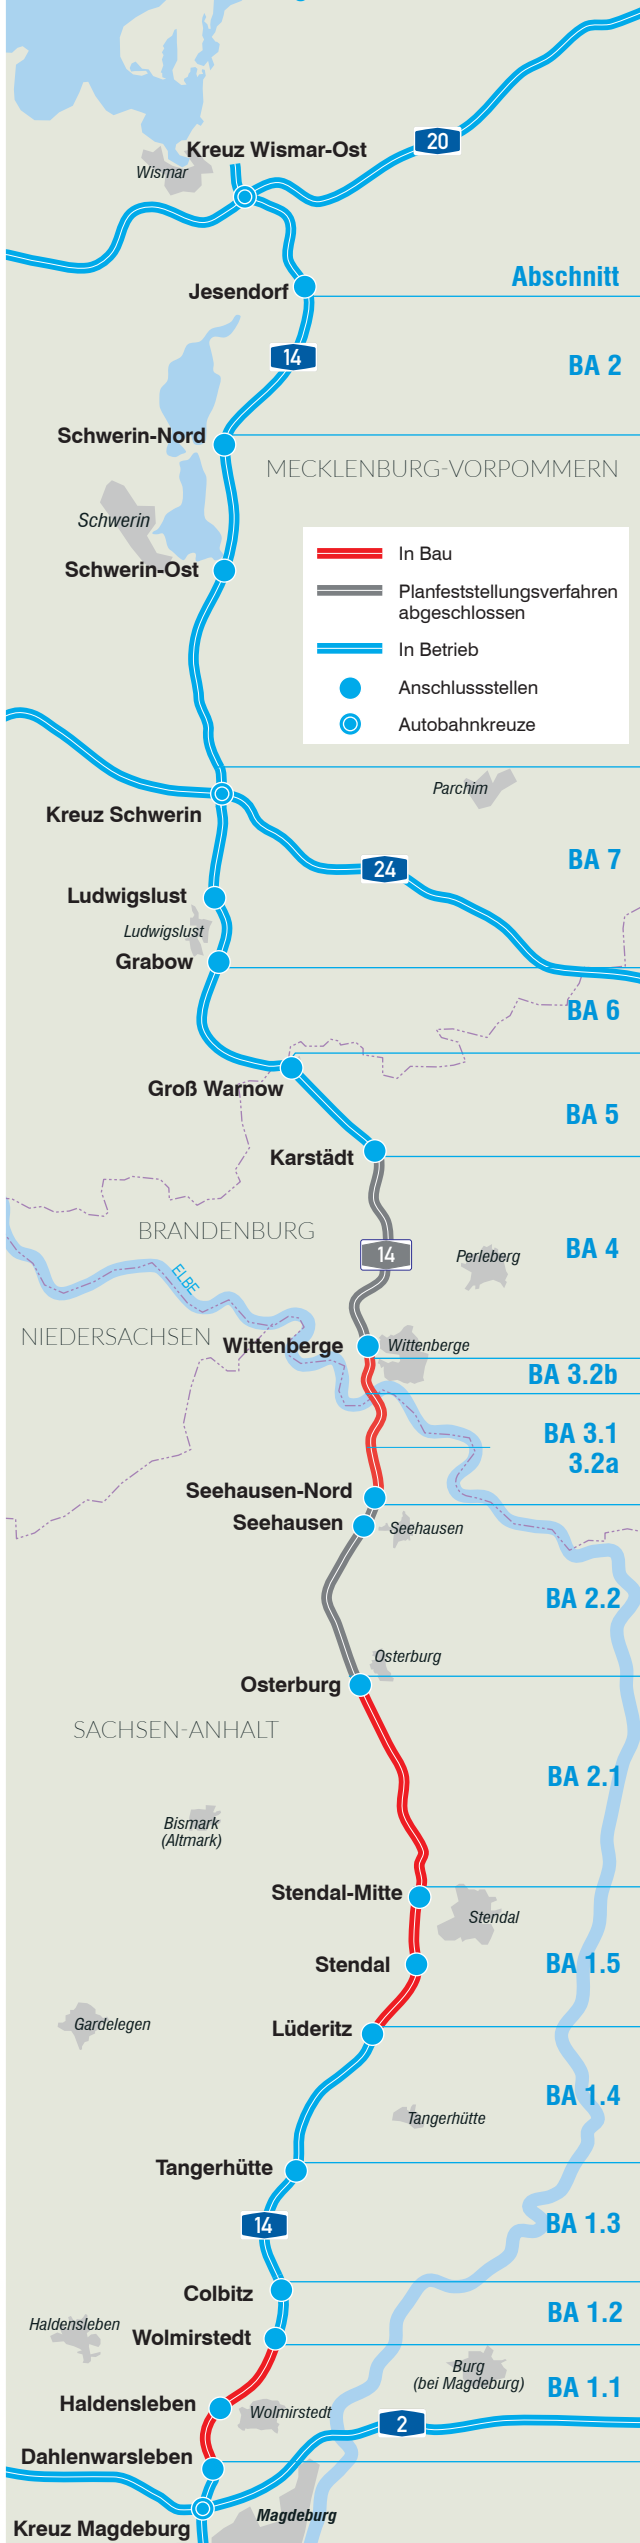 20
Kreuz Wismar-Ost
Wismar
Abschnitt
Jesendorf
14
BA 2
Schwerin-Nord
MECKLENBURG-VORPOMMERN
Schwerin
In Bau
Schwerin-Ost
Planfeststellungsverfahren
abgeschlossen
In Betrieb
Anschlussstellen
Autobahnkreuze
Parchim
Kreuz Schwerin
BA 7
24
Ludwigslust
Ludwigslust
Grabow
BA 6
Groß Warnow
BA 5
Karstädt
BRANDENBURG
14
Perleberg
BA 4
ELBE
NIEDERSACHSEN
Wittenberge
Wittenberge
BA 3.2b
BA 3.1
3.2a
Seehausen-Nord
Seehausen
Seehausen
BA 2.2
Osterburg
Osterburg
SACHSEN-ANHALT
BA 2.1
Bismark
(Altmark)
Stendal-Mitte
Stendal
Stendal
BA 1.5
Gardelegen
Lüderitz
BA 1.4
Tangerhütte
Tangerhütte
14
BA 1.3
Colbitz
BA 1.2
Haldensleben
Wolmirstedt
Burg
(bei Magdeburg)
BA 1.1
Haldensleben
Wolmirstedt
2
Dahlenwarsleben
Magdeburg
Kreuz Magdeburg